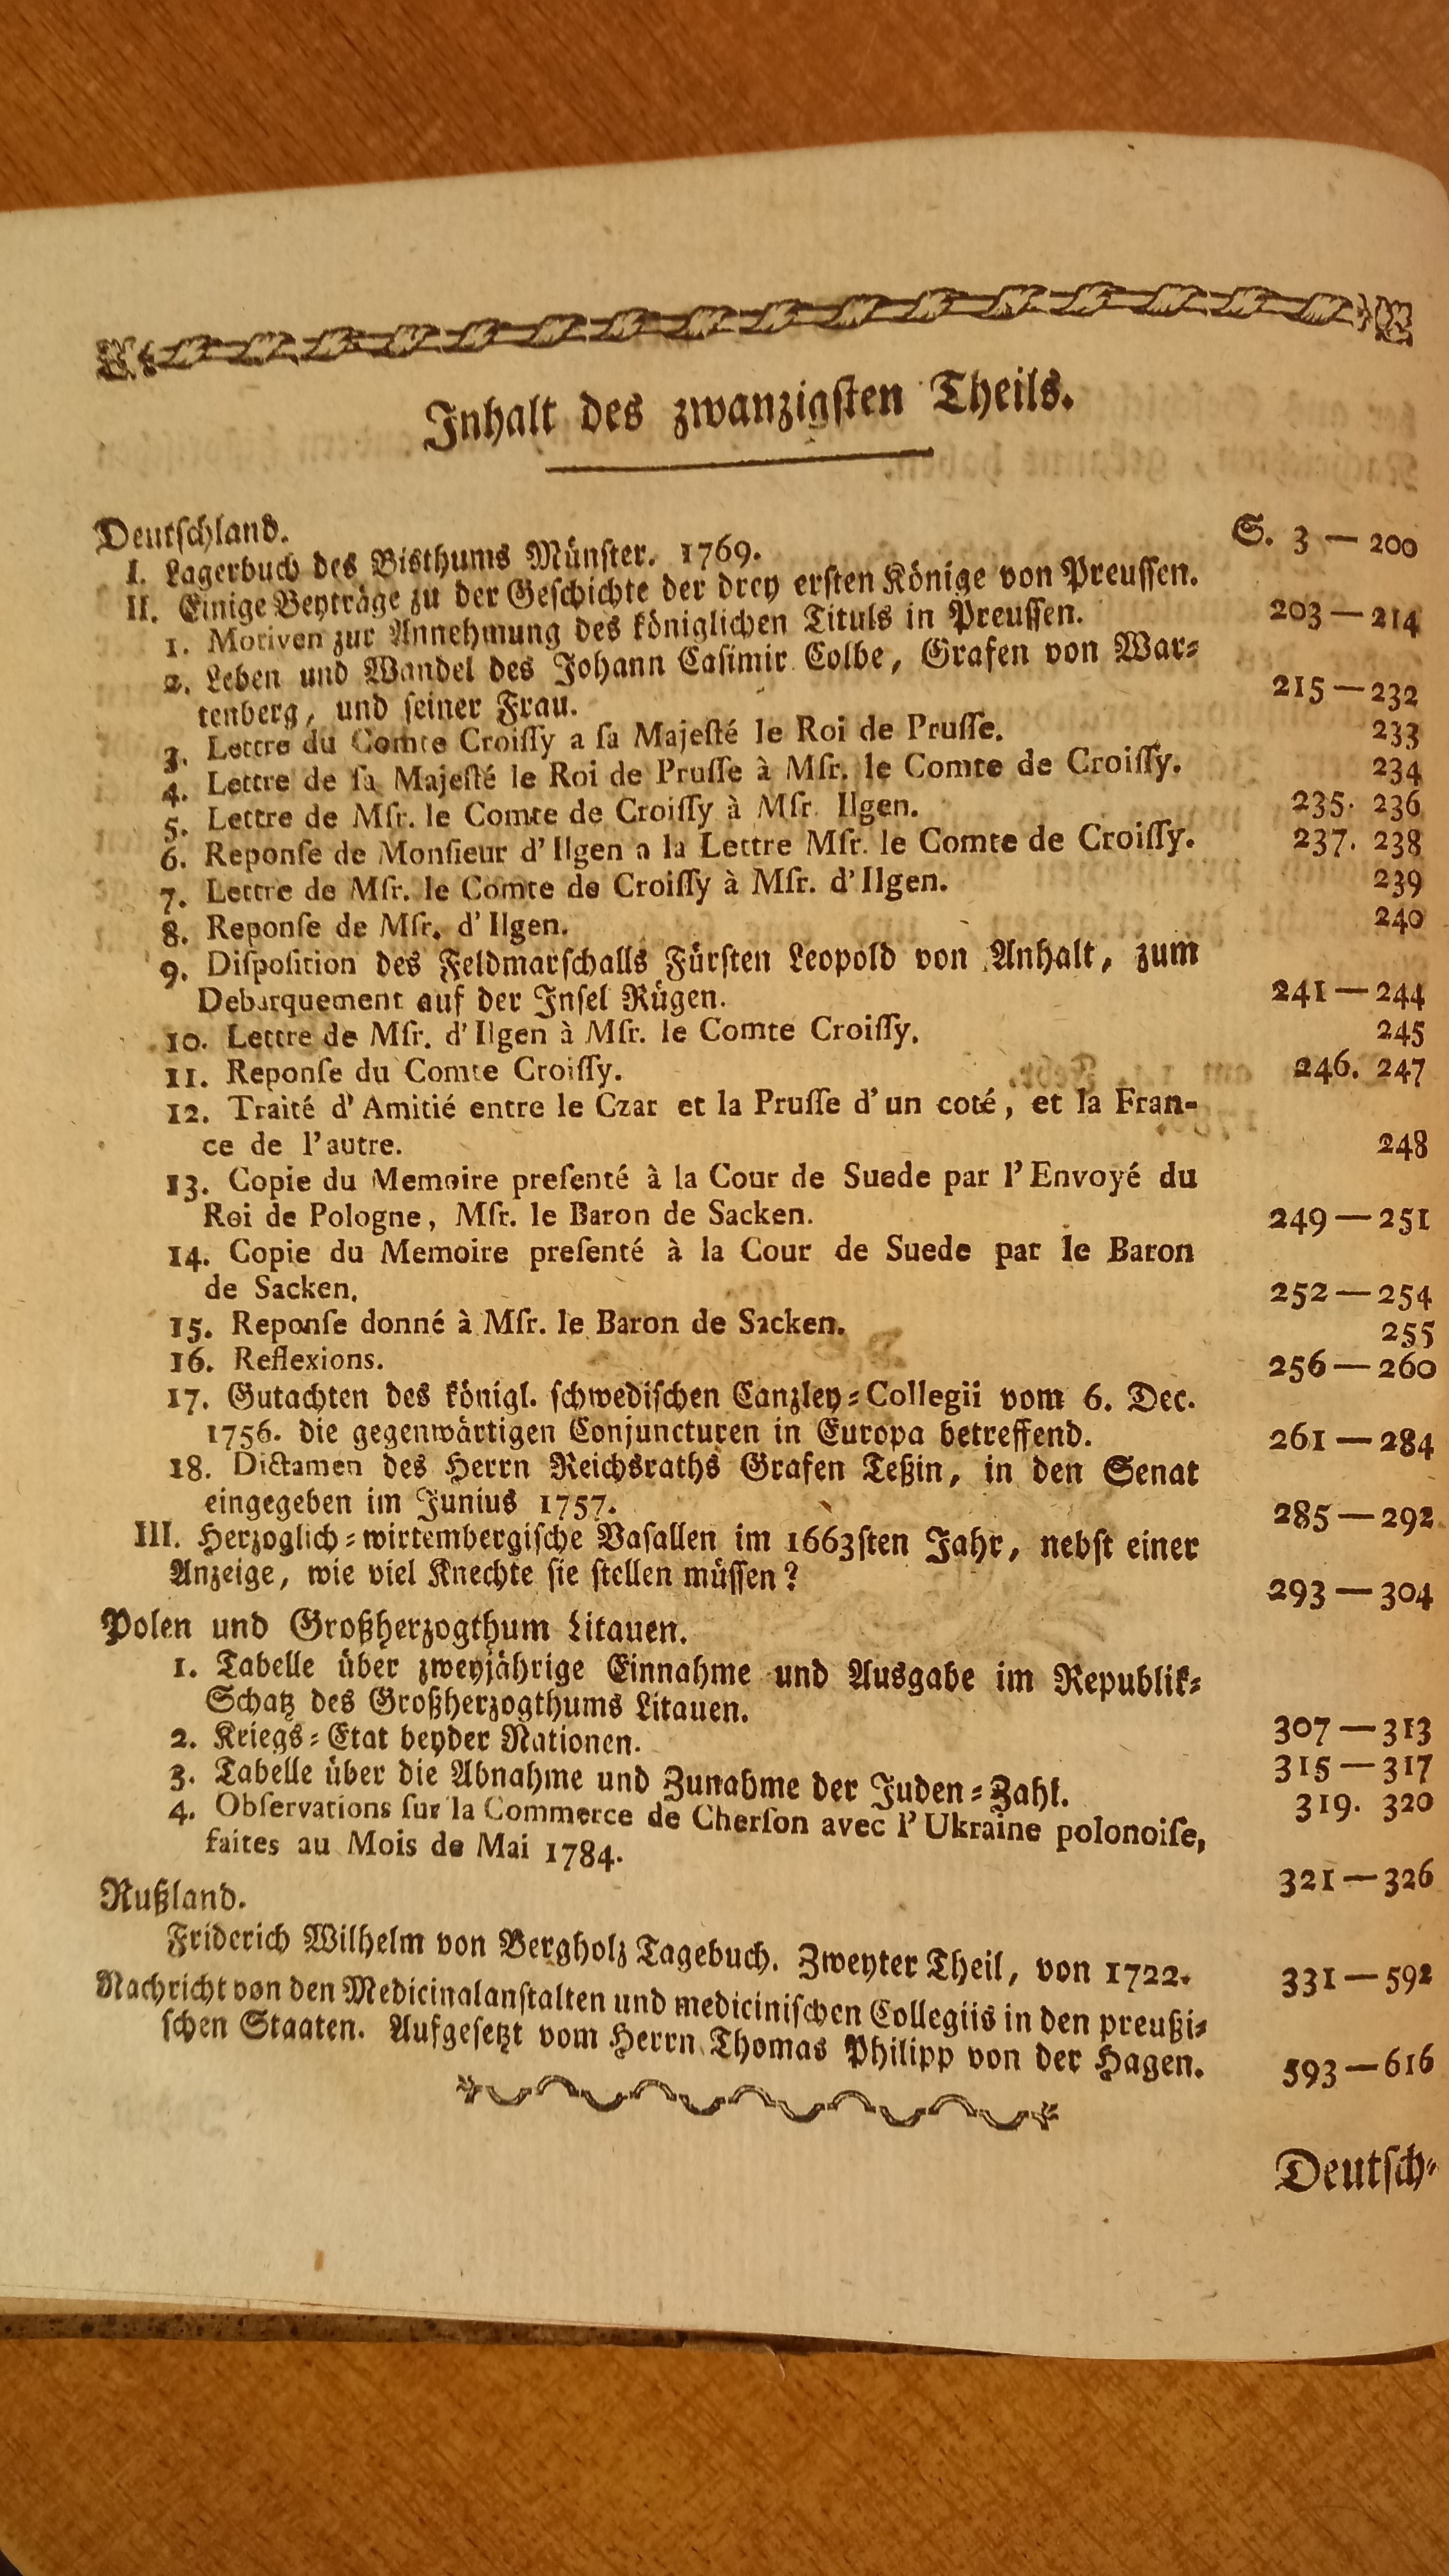 Inhalt des zwanzigſten Theils.
Deutſchland.
I. Lagerbuch des Bisthums Münſter. 1769. S. 3 — 200
II. Einige Beyträge zu der Geſchichte der drey erſten Könige von Preuſſen.
1. Motiven zur Annehmung des königlichen Tituls in Preuſſen. 203 — 214
2. Leben und Wandel des Johann Caſimir Colbe, Grafen von War⸗
tenberg, und ſeiner Frau. 215 — 232
3. Lettre du Comte Croiſſy a ſa Majeſté le Roi de Pruſſe. 233
4. Lettre de ſa Majeſté le Roi de Pruſſe à Mſr. le Comte de Croiſſy. 234
5. Lettre de Mſr. le Comte de Croiſſy à Mſr. Ilgen. 235. 236
6. Reponſe de Monſieur d' Ilgen a la Lettre Mſr. le Comte de Croiſſy. 237. 238
7. Lettre de Mſr. le Comte de Croiſſy à Mſr. d' Ilgen. 239
8. Reponſe de Mſr. d' Ilgen. 240
9. Diſpoſition des Feldmarſchalls Fürſten Leopold von Anhalt, zum
Debarquement auf der Inſel Rügen. 241 — 244
10. Lettre de Mſr. d' Ilgen à Mſr. le Comte Croiſſy. 245
11. Reponſe du Comte Croiſſy. 246. 247
12. Traité d' Amitié entre le Czar et la Pruſſe d' un coté, et la Fran-
ce de l'autre. 248
13. Copie du Memoire preſenté à la Cour de Suede par l' Envoyé du
Roi de Pologne, Mſr. le Baron de Sacken. 249 — 251
14. Copie du Memoire preſenté à la Cour de Suede par le Baron
de Sacken. 252 — 254
15. Reponſe donné à Mſr. le Baron de Sacken. 255
16. Reflexions. 256 — 260
17. Gutachten des königl. ſchwediſchen Canzley⸗Collegii vom 6. Dec.
1756. die gegenwärtigen Conjuncturen in Europa betreffend. 261 — 284
18. Dictamen des Herrn Reichsraths Grafen Teßin, in den Senat
eingegeben im Junius 1757. 285 — 292
III. Herzoglich⸗wirtembergiſche Vaſallen im 1663ſten Jahr, nebſt einer
Anzeige, wie viel Knechte ſie ſtellen müſſen? 293 — 304
Polen und Großherzogthum Litauen.
1. Tabelle über zweyjährige Einnahme und Ausgabe im Republik⸗
Schatz des Großherzogthums Litauen. 307 — 313
2. Kriegs⸗Etat beyder Nationen. 315 — 317
3. Tabelle über die Abnahme und Zunahme der Juden⸗Zahl. 319. 320
4. Obſervations ſur la Commerce de Cherſon avec l' Ukraine polonoiſe,
faites au Mois de Mai 1784. 321 — 326
Rußland.
Friderich Wilhelm von Bergholz Tagebuch. Zweyter Theil, von 1722. 331 — 592
Nachricht von den Medicinalanſtalten und mediciniſchen Collegiis in den preußi⸗
ſchen Staaten. Aufgeſetzt vom Herrn Thomas Philipp von der Hagen. 593 — 616
Deutſch⸗